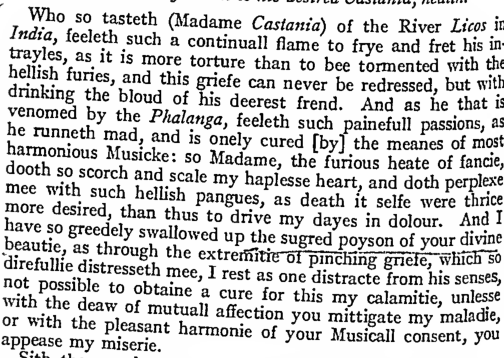 Who so tasteth (Madame Castania) of the River Licos in
India, feeleth such a continuall flame to frye and fret his in-
trayles, as it is more torture than to bee tormented with the
hellish furies, and this griefe can never be redressed, but with
drinking the bloud of his deerest frend. And as he that is
venomed by the Phalanga, feeleth such painefull passions, as
he runneth mad, and is onely cured [by] the meanes of most
harmonious Musicke: so Madame, the furious heate of fancie,
dooth so scorch and scale my haplesse heart, and doth perplexe
mee with such hellish pangues, as death it selfe were thrice
more desired, than thus to drive my dayes in dolour. And I
have so greedely swallowed up the sugred poyson of your divine
beautie, as through the extremitie of pinching griefe, which so
direfullie distresseth mee, I rest as one distracte from his senses,
not possible to obtaine a cure for this my calamitie, unlesse
with the deaw of mutuall affection you mittigate my maladie,
or with the pleasant harmonie of your Musicall consent, you
appease my miserie.